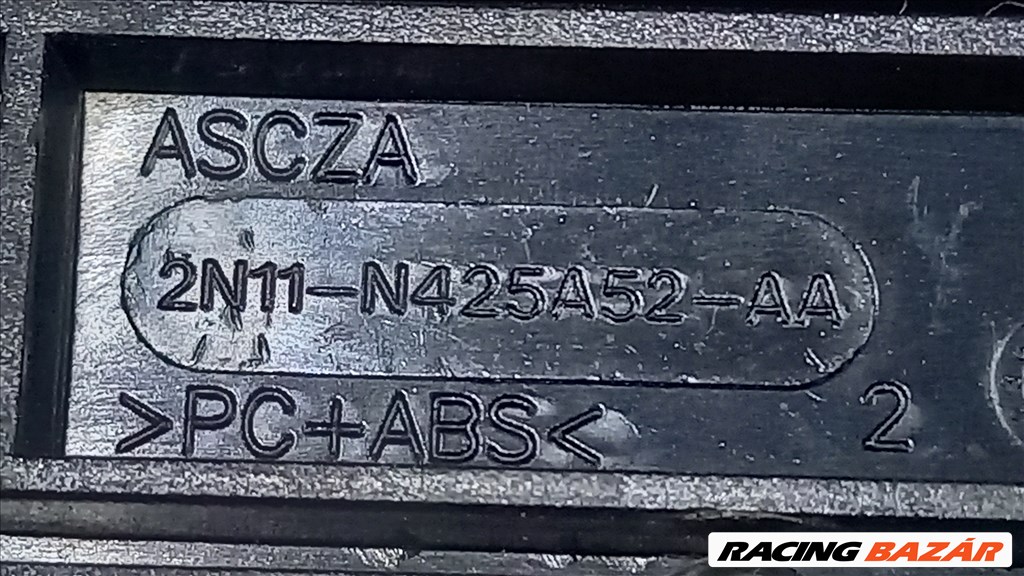 ASCZA
2N11-N425A52-AA
>PC+ABS<
2
RACING BAZÁR